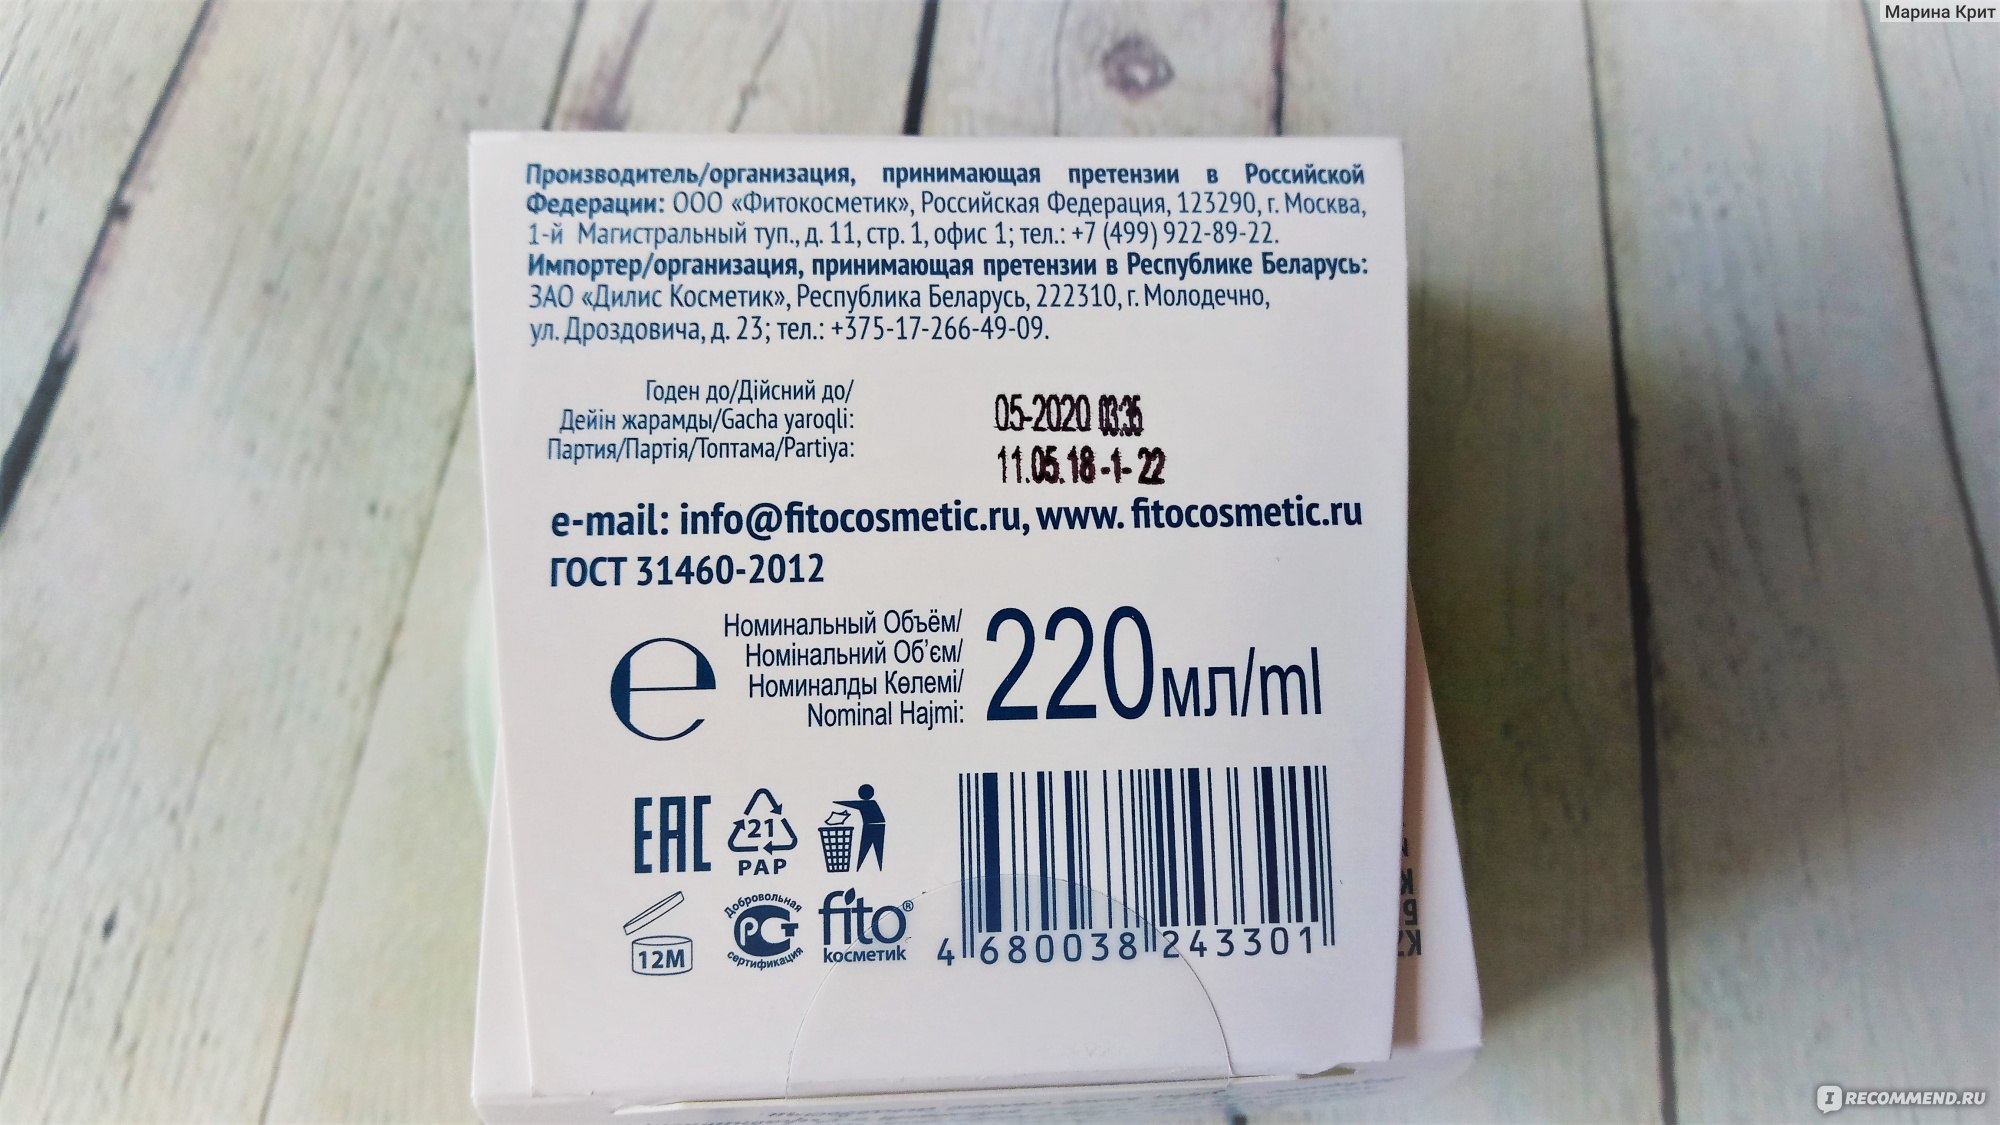 Марина Крит
Производитель/организация, принимающая претензии в Российской
Федерации: ООО «Фитокосметик», Российская Федерация, 123290, г. Москва,
1-й Магистральный туп., д. 11, стр. 1, офис 1; тел.: +7 (499) 922-89-22.
Импортер/организация, принимающая претензии в Республике Беларусь:
ЗАО «Дилис Косметик», Республика Беларусь, 222310, г. Молодечно,
ул. Дроздовича, д. 23; тел.: +375-17-266-49-09.
Годен до/Дійсний до/
Дейін жарамды/Gacha yaroqli:
05-2020 03:35
Партия/Партія/Топтама/Partiya:
11.05.18 -1- 22
e-mail: info@fitocosmetic.ru, www. fitocosmetic.ru
ГОСТ 31460-2012
Номинальный Объём/
Номінальний Об'єм/
Номиналды Көлемі/
Nominal Hajmi:
220 мл/ml
e
EAC
21
PAP
12М
Добровольная
РСТ
сертификация
fito®
косметик
4 680038 243301
IRECOMMEND.RU